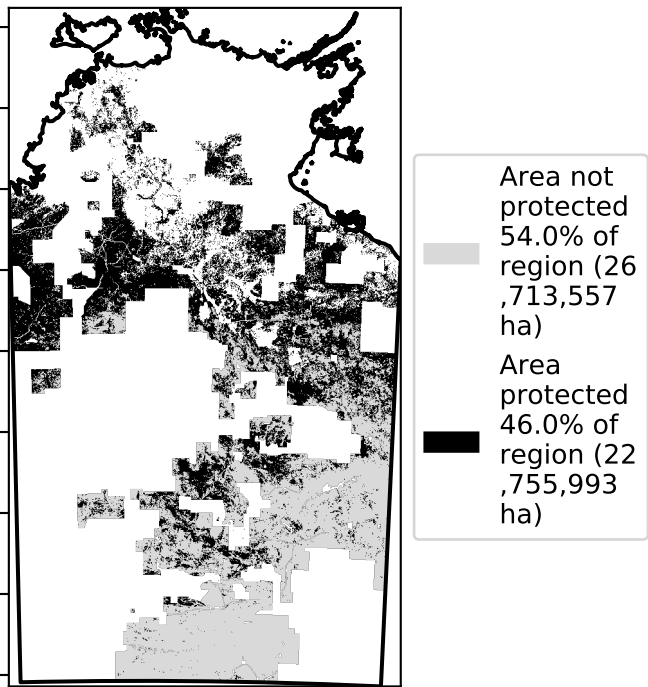 Area not
protected
54.0% of
region (26
,713,557
ha)
Area
protected
46.0% of
region (22
,755,993
ha)